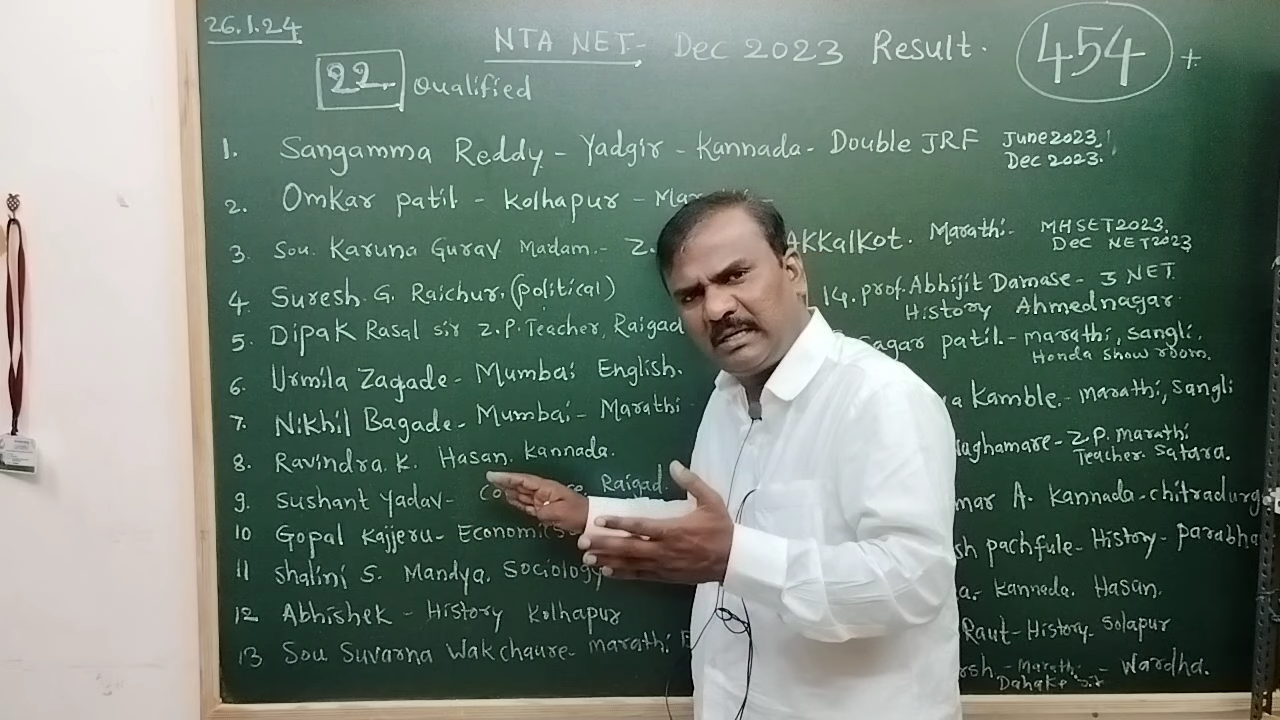 26.1.24
NTA NET- Dec 2023 Result.
454 +
22. Qualified
1. Sangamma Reddy - Yadgir - Kannada - Double JRF June 2023, Dec 2023.
2. Omkar patil - Kolhapur -
3 Sou. Karuna Gurav Madam. - Z. Akkalkot. Marathi- MHSET2023, Dec NET2023
4 Suresh. G. Raichur, (political)
5. Dipak Rasal sir Z.P. Teacher, Raigad
6. Urmila Zagade - Mumbai English.
7. Nikhil Bagade - Mumbai - Marathi -
8. Ravindra. K. Hasan. Kannada.
9. Sushant Yadav - Raigad.
10 Gopal Kajjeru - Economics
11 Shalini S. Mandya, Sociology
12 Abhishek - History Kolhapur
13 Sou Suvarna Wakchaure - marathi
14. prof. Abhijit Damase - 3 NET
History Ahmednagar
Sagar patil - marathi, sangli.
Honda show room.
Kamble. - marathi, Sangli
Z.P. marathi
Teacher. Satara.
A. Kannada - chitradurg
pachfule - History - Parabha
Kannada. Hasan.
Raut - History - Solapur
- Marathi - Wardha.
Dahake sir